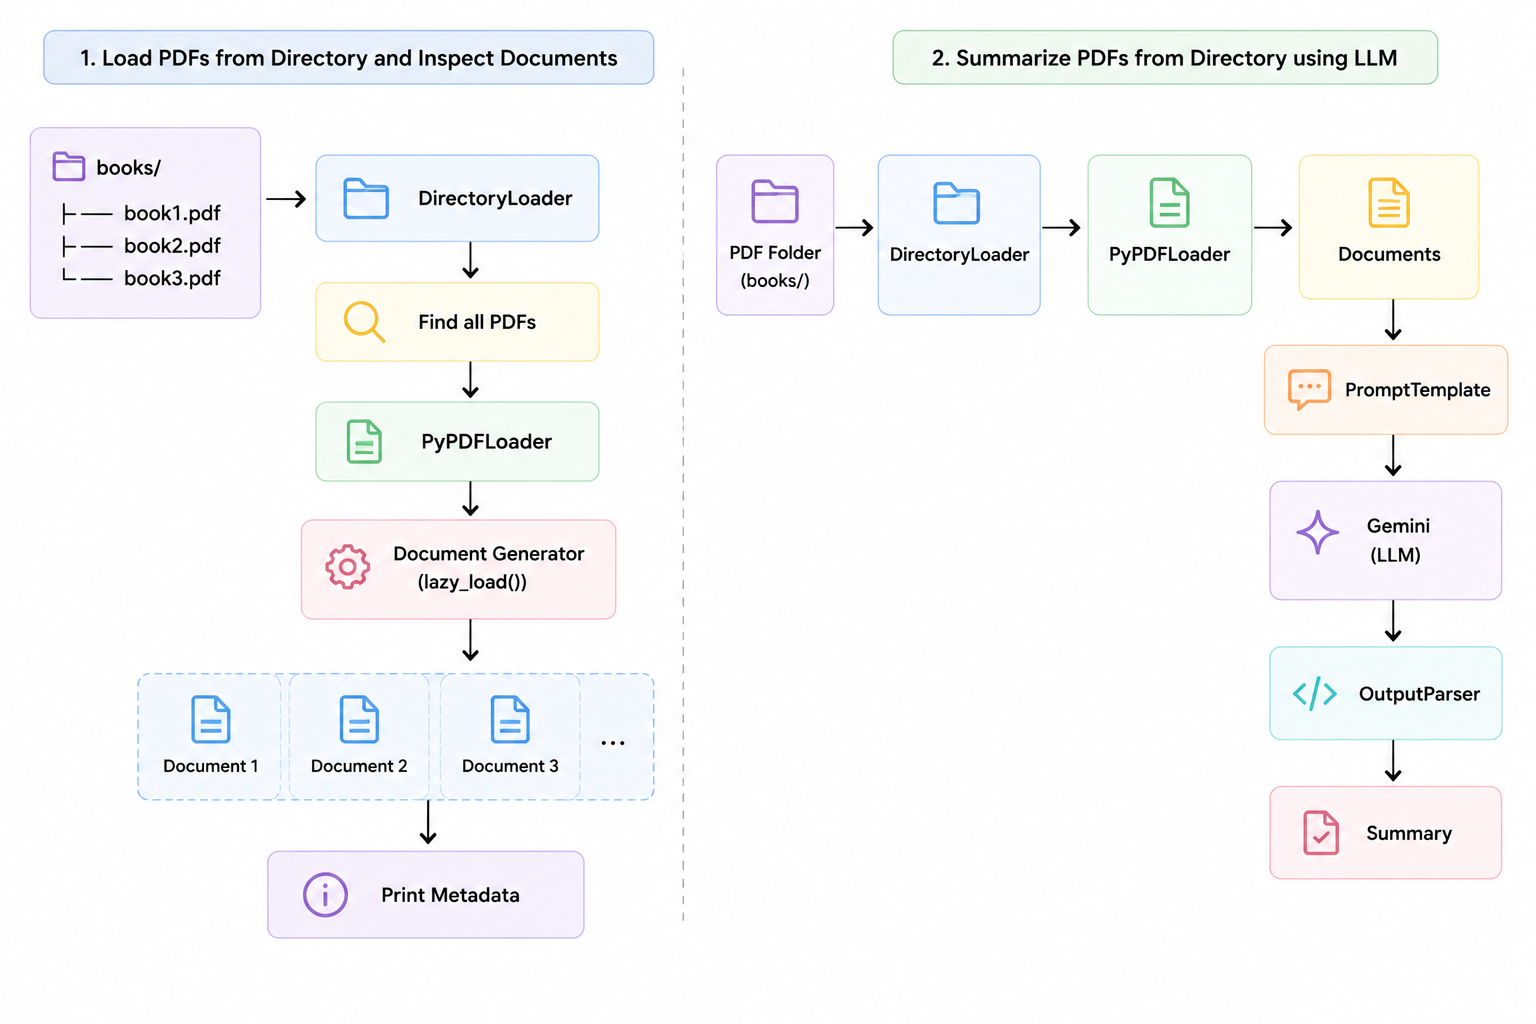 1. Load PDFs from Directory and Inspect Documents
books/
book1.pdf
book2.pdf
book3.pdf
DirectoryLoader
Find all PDFs
PyPDFLoader
Document Generator
(lazy_load())
Document 1
Document 2
Document 3
...
Print Metadata
2. Summarize PDFs from Directory using LLM
PDF Folder
(books/)
DirectoryLoader
PyPDFLoader
Documents
PromptTemplate
Gemini
(LLM)
</>
OutputParser
Summary